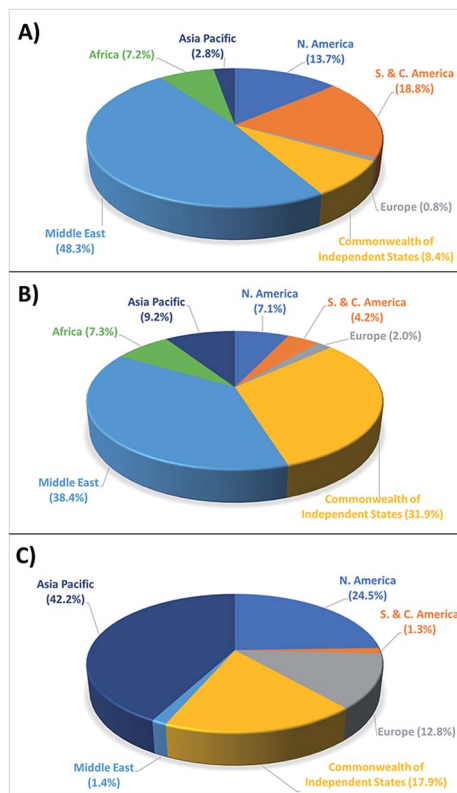 A)
Asia Pacific
(2.8%)
Africa (7.2%)
N. America
(13.7%)
S. & C. America
(18.8%)
Europe (0.8%)
Commonwealth of
Independent States (8.4%)
Middle East
(48.3%)
B)
Asia Pacific
(9.2%)
N. America
(7.1%)
S. & C. America
(4.2%)
Africa (7.3%)
Europe (2.0%)
Middle East
(38.4%)
Commonwealth of
Independent States (31.9%)
C)
Asia Pacific
(42.2%)
N. America
(24.5%)
S. & C. America
(1.3%)
Europe (12.8%)
Middle East
(1.4%)
Commonwealth of
Independent States (17.9%)